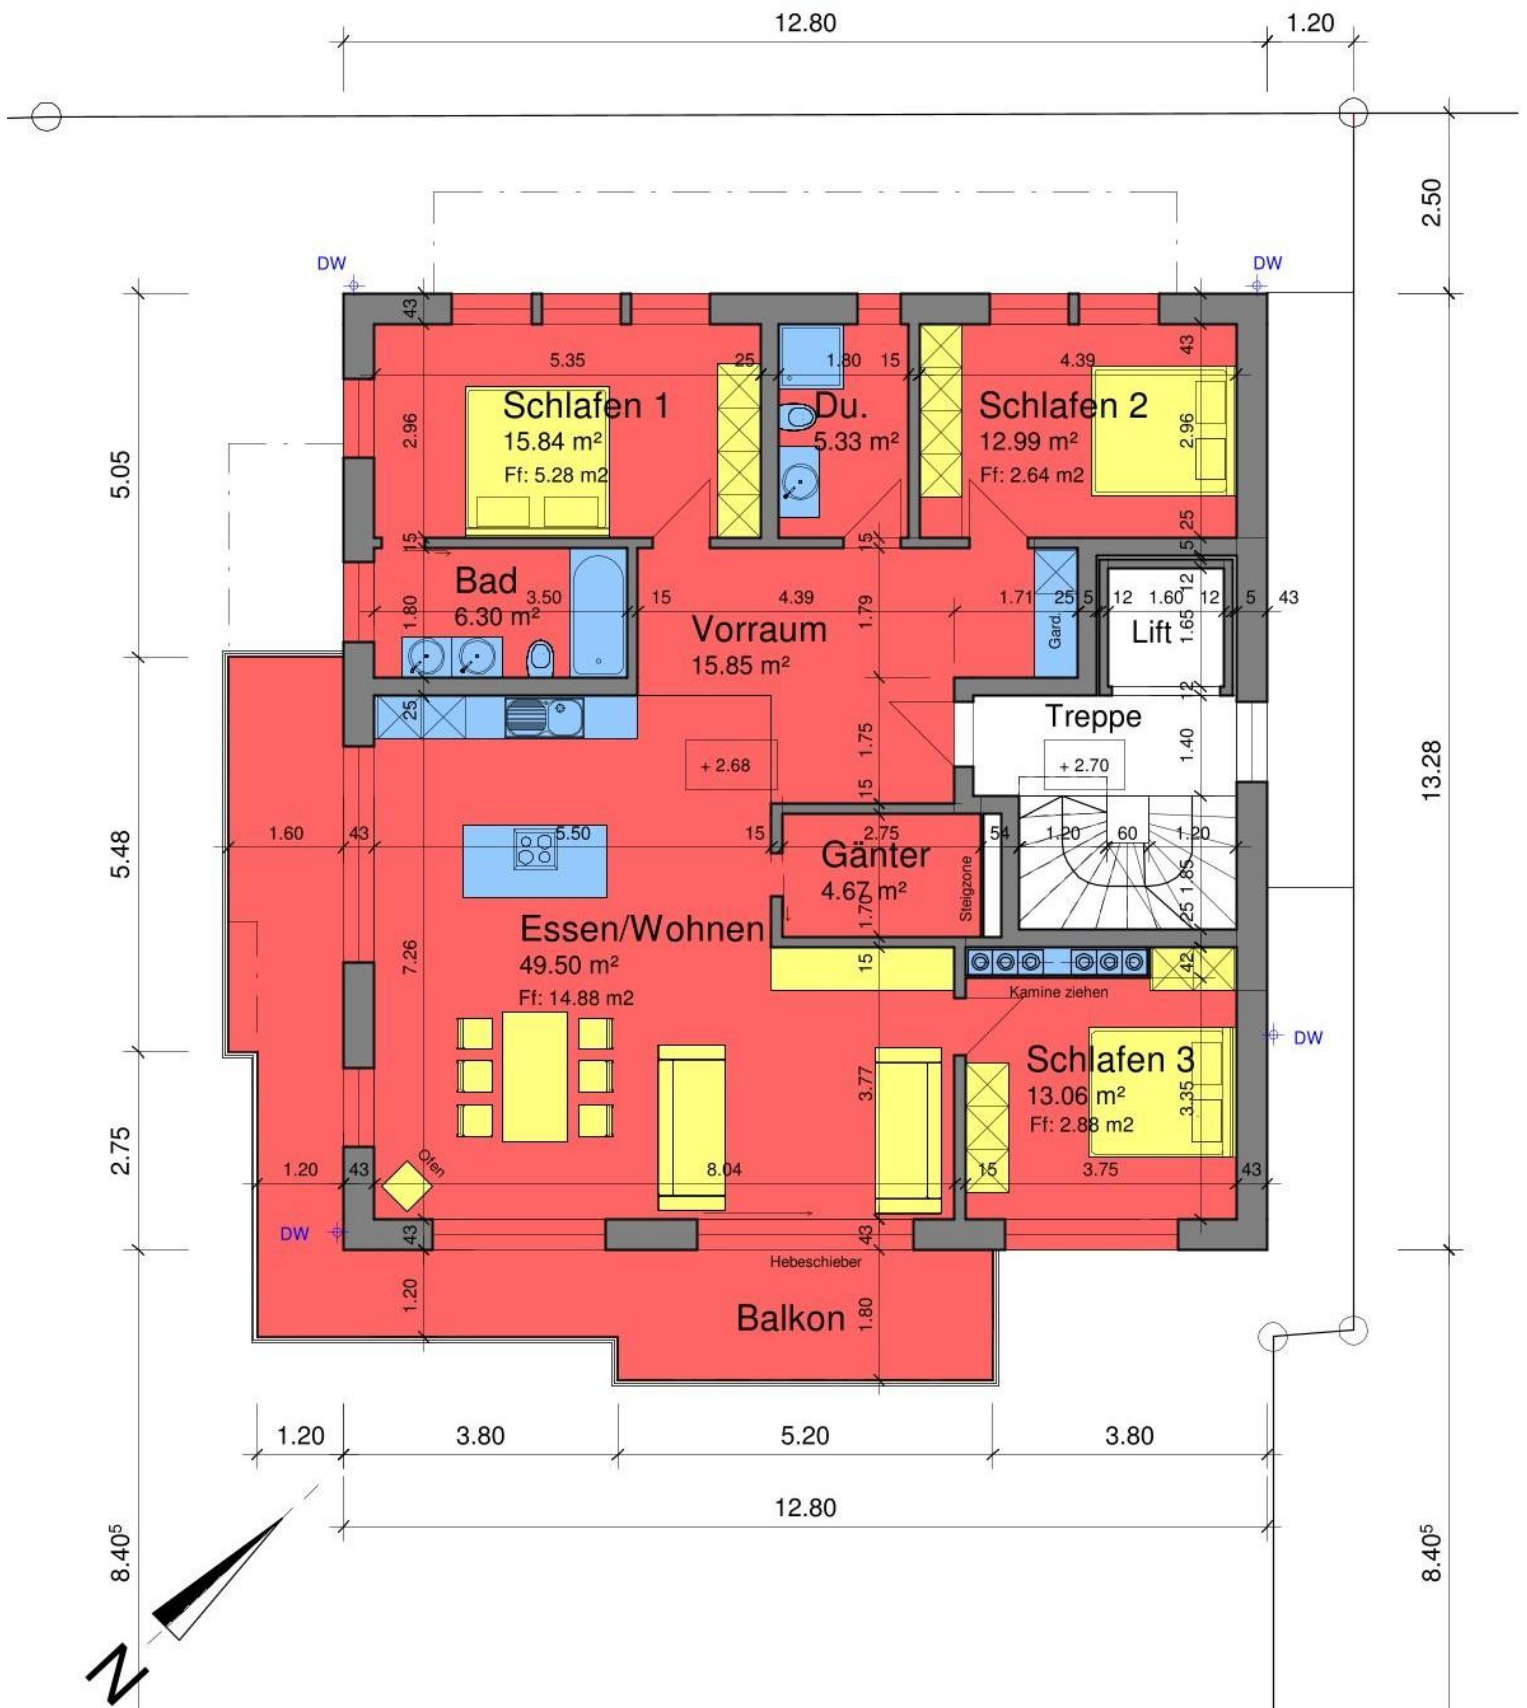 12.80
1.20
2.50
DW
DW
43
5.35
25
1.80
15
4.39
43
Schlafen 1
15.84 m²
Ff: 5.28 m2
2.96
Du.
5.33 m²
Schlafen 2
12.99 m²
Ff: 2.64 m2
2.96
5.05
15
15
25
5
Bad
6.30 m²
3.50
1.80
15
4.39
1.79
1.71
25
5
12
1.60
12
5
43
12
1.65
Lift
12
Gard.
Vorraum
15.85 m²
25
Treppe
1.40
+ 2.68
1.75
+ 2.70
13.28
15
5.48
1.60
43
5.50
15
2.75
54
1.20
60
1.20
Gänter
4.67 m²
1.70
Steigzone
1.85
25
Essen/Wohnen
49.50 m²
Ff: 14.88 m2
7.26
15
42
Kamine ziehen
DW
Schlafen 3
13.06 m²
Ff: 2.88 m2
3.77
3.35
2.75
1.20
43
Ofen
8.04
15
3.75
43
DW
43
43
Hebeschieber
1.20
Balkon
1.80
1.20
3.80
5.20
3.80
12.80
8.40⁵
8.40⁵
N